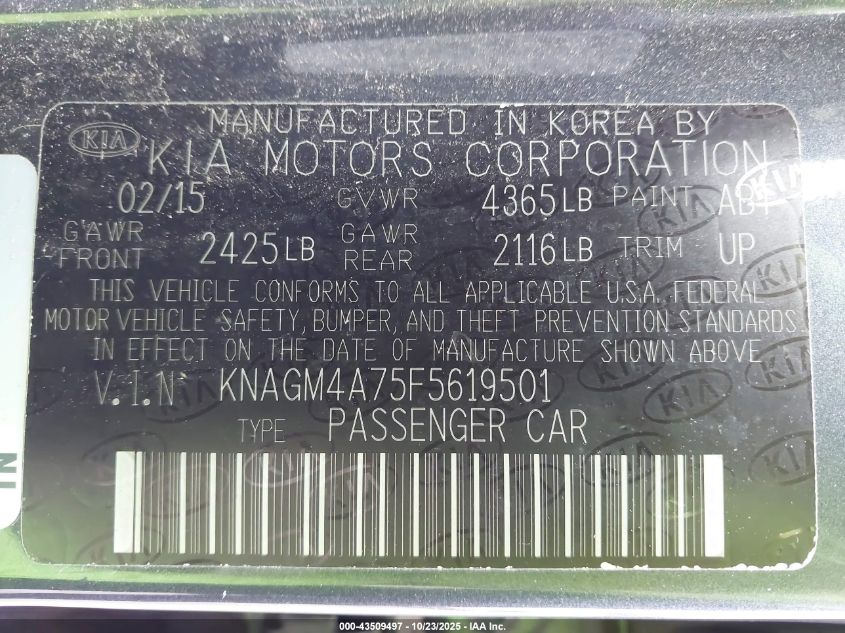 KIA
MANUFACTURED IN KOREA BY
KIA MOTORS CORPORATION
02/15 GVWR 4365LB PAINT ABT
GAWR FRONT 2425LB GAWR REAR 2116LB TRIM UP
THIS VEHICLE CONFORMS TO ALL APPLICABLE U.S.A. FEDERAL
MOTOR VEHICLE SAFETY, BUMPER, AND THEFT PREVENTION STANDARDS
IN EFFECT ON THE DATE OF MANUFACTURE SHOWN ABOVE
V.I.N KNAGM4A75F5619501
TYPE PASSENGER CAR
000-43509497 - 10/23/2025 - IAA Inc.